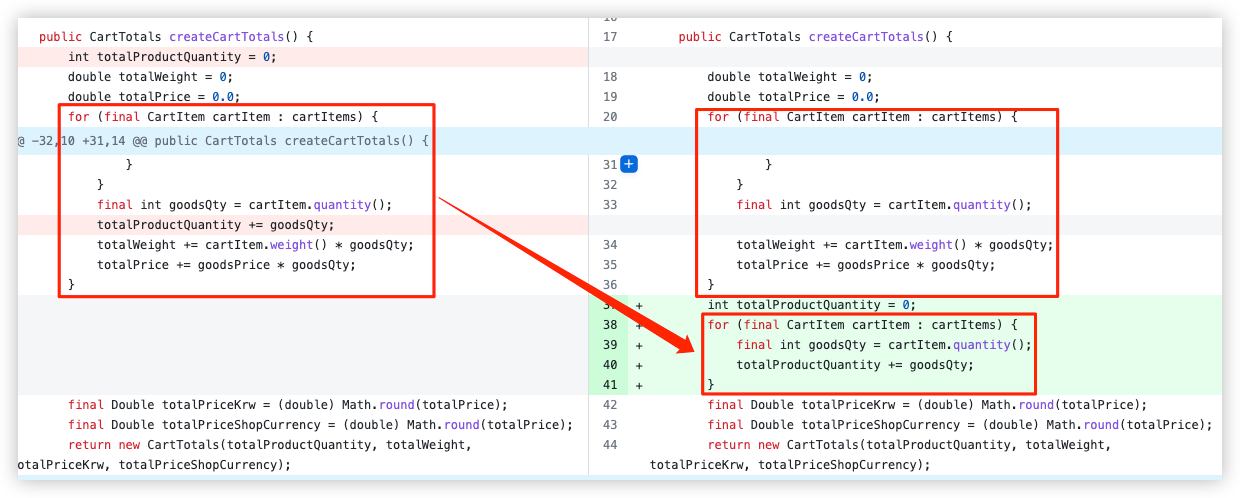 public CartTotals createCartTotals() {
int totalProductQuantity = 0;
double totalWeight = 0;
double totalPrice = 0.0;
for (final CartItem cartItem : cartItems) {
@ -32,10 +31,14 @@ public CartTotals createCartTotals() {
}
}
final int goodsQty = cartItem.quantity();
totalProductQuantity += goodsQty;
totalWeight += cartItem.weight() * goodsQty;
totalPrice += goodsPrice * goodsQty;
}
final Double totalPriceKrw = (double) Math.round(totalPrice);
final Double totalPriceShopCurrency = (double) Math.round(totalPrice);
return new CartTotals(totalProductQuantity, totalWeight,
otalPriceKrw, totalPriceShopCurrency);
17 public CartTotals createCartTotals() {
18 double totalWeight = 0;
19 double totalPrice = 0.0;
20 for (final CartItem cartItem : cartItems) {
31 + }
32 }
33 final int goodsQty = cartItem.quantity();
34 totalWeight += cartItem.weight() * goodsQty;
35 totalPrice += goodsPrice * goodsQty;
36 }
37 + int totalProductQuantity = 0;
38 + for (final CartItem cartItem : cartItems) {
39 + final int goodsQty = cartItem.quantity();
40 + totalProductQuantity += goodsQty;
41 + }
42 final Double totalPriceKrw = (double) Math.round(totalPrice);
43 final Double totalPriceShopCurrency = (double) Math.round(totalPrice);
44 return new CartTotals(totalProductQuantity, totalWeight,
totalPriceKrw, totalPriceShopCurrency);